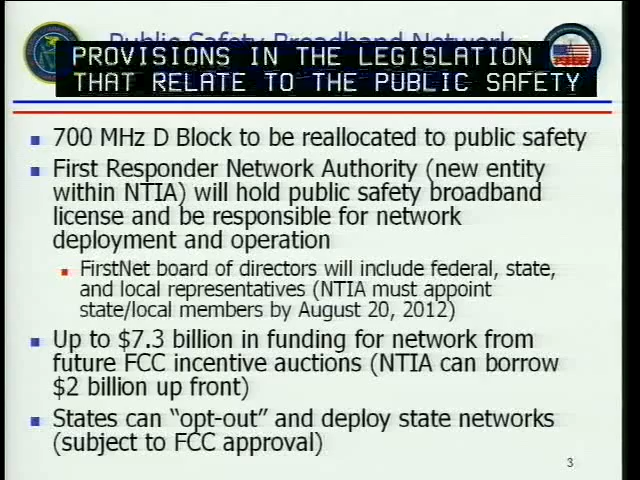 Public Safety Broadband Network
PROVISIONS IN THE LEGISLATION
THAT RELATE TO THE PUBLIC SAFETY
700 MHz D Block to be reallocated to public safety
First Responder Network Authority (new entity
within NTIA) will hold public safety broadband
license and be responsible for network
deployment and operation
FirstNet board of directors will include federal, state,
and local representatives (NTIA must appoint
state/local members by August 20, 2012)
Up to $7.3 billion in funding for network from
future FCC incentive auctions (NTIA can borrow
$2 billion up front)
States can “opt-out” and deploy state networks
(subject to FCC approval)
3